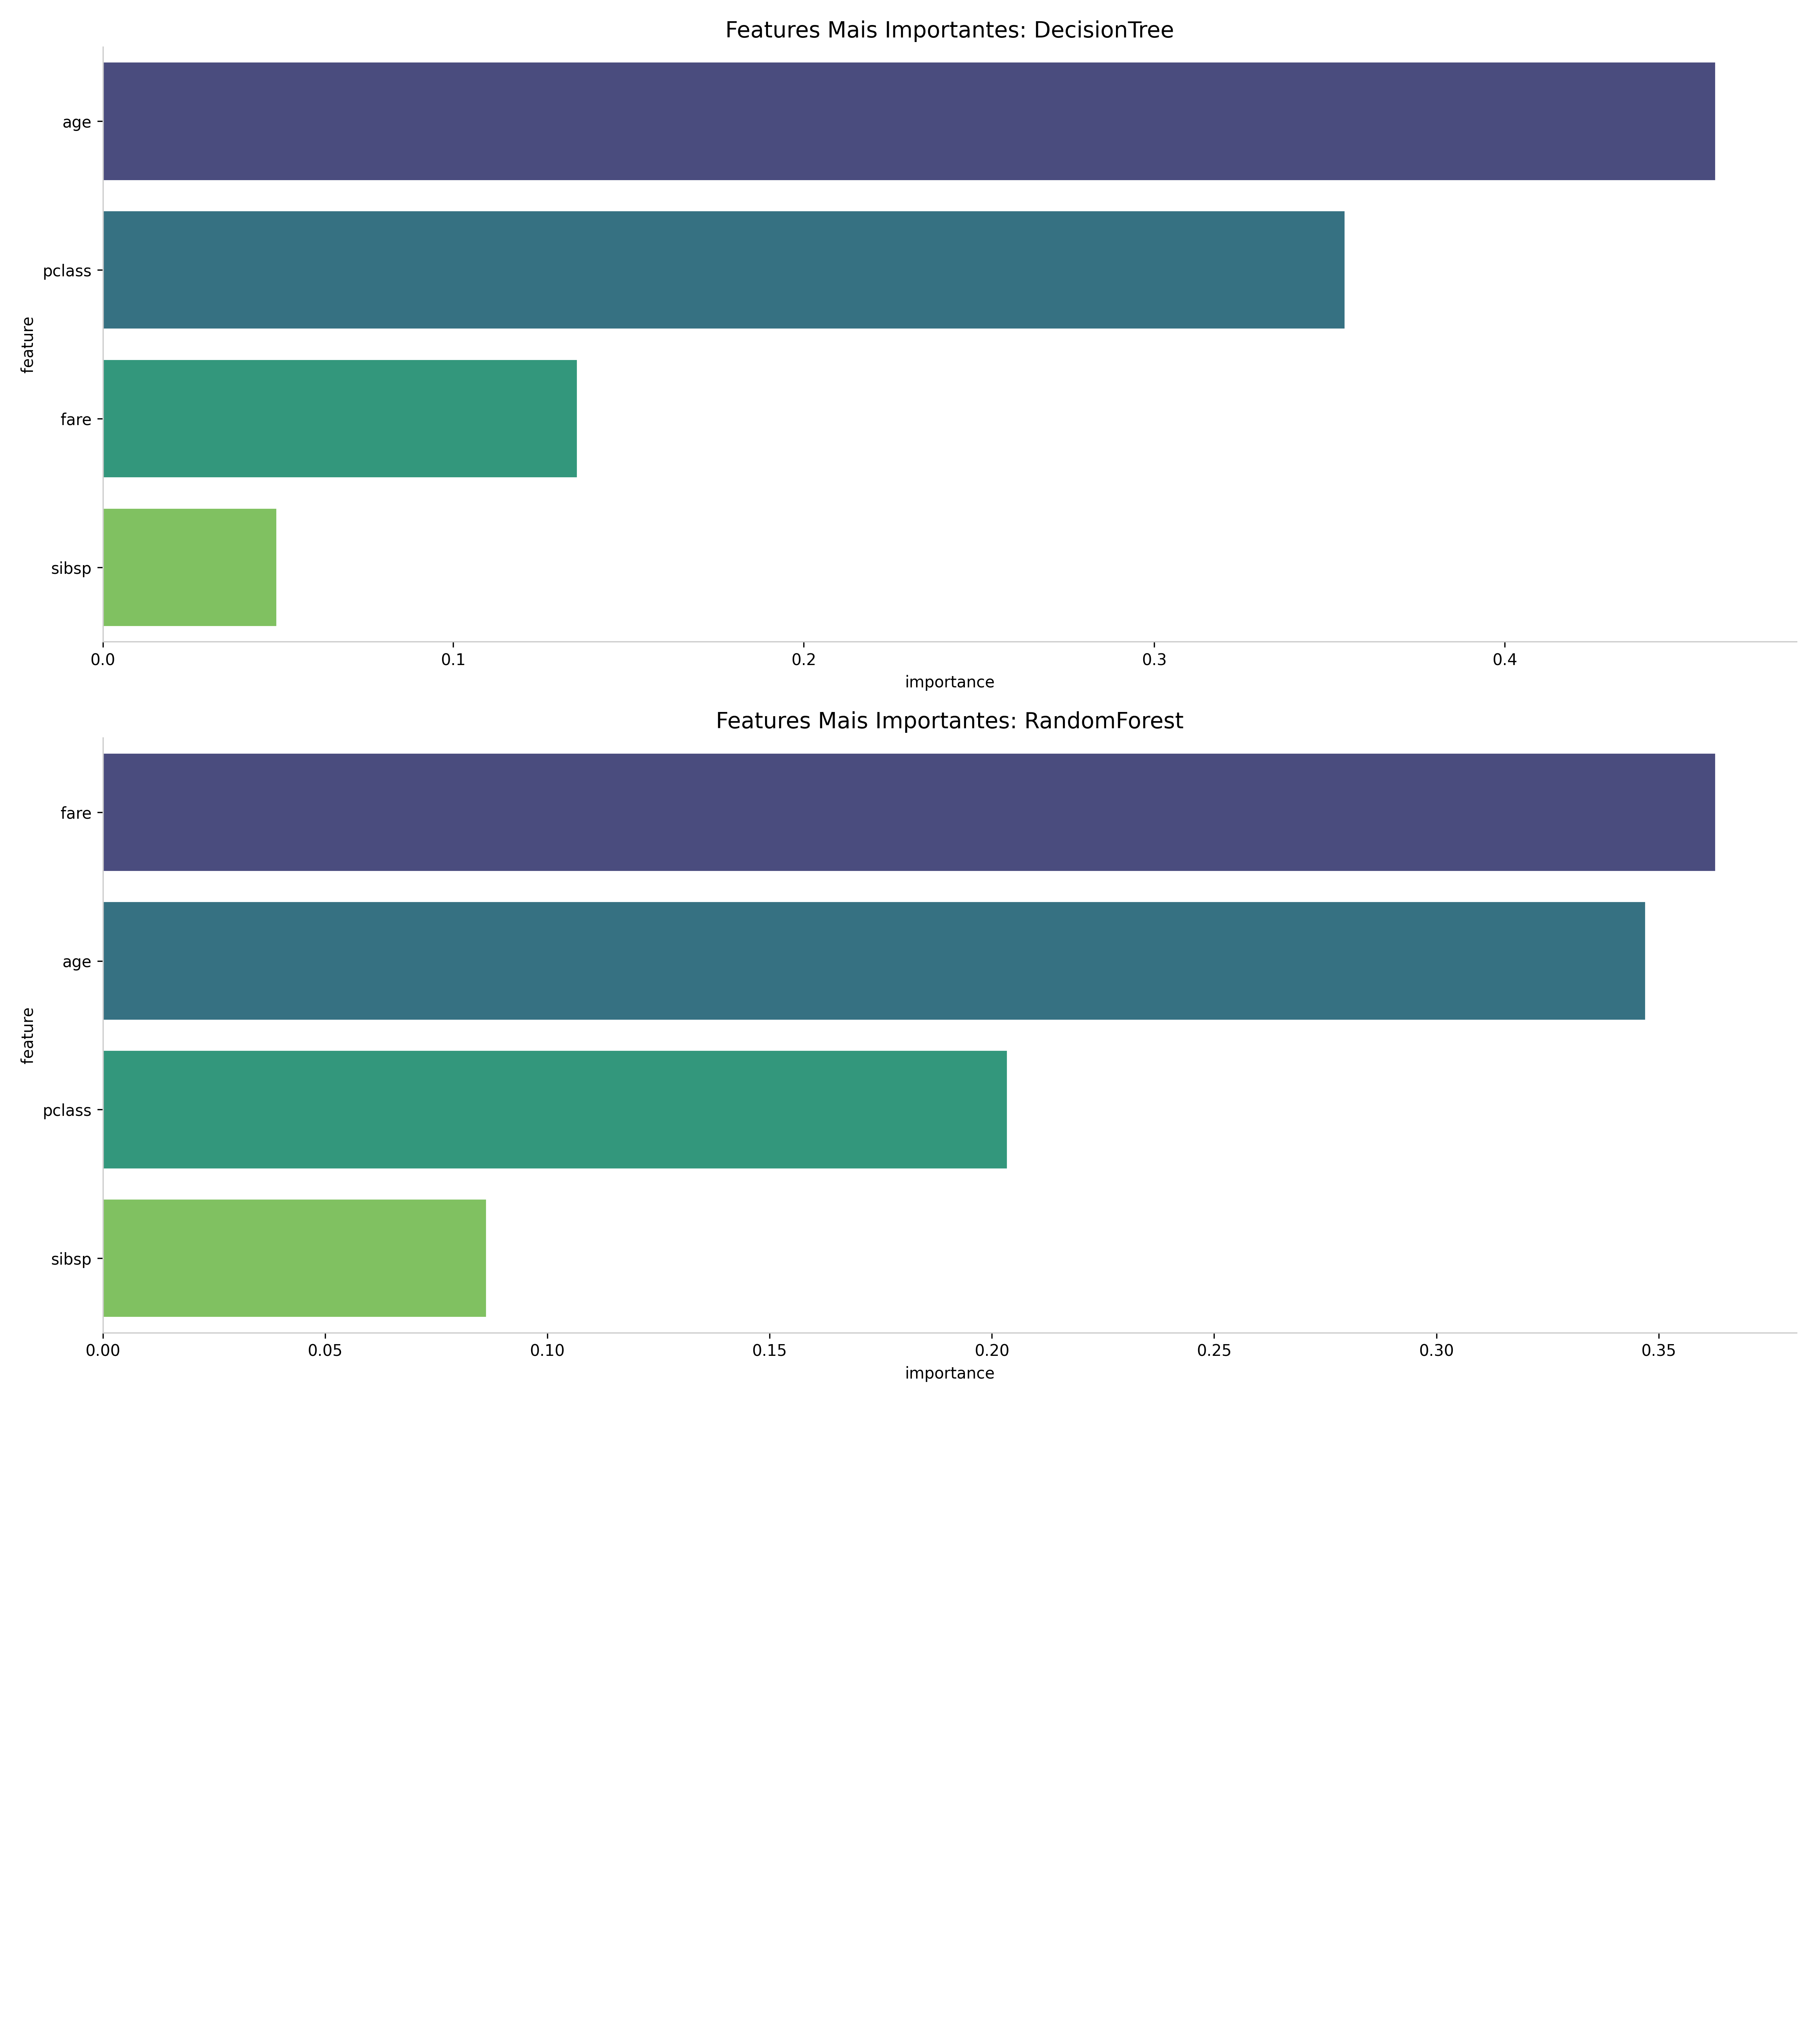 Features Mais Importantes: DecisionTree
age
pclass
fare
sibsp
feature
0.0 0.1 0.2 0.3 0.4
importance
Features Mais Importantes: RandomForest
fare
age
pclass
sibsp
feature
0.00 0.05 0.10 0.15 0.20 0.25 0.30 0.35
importance